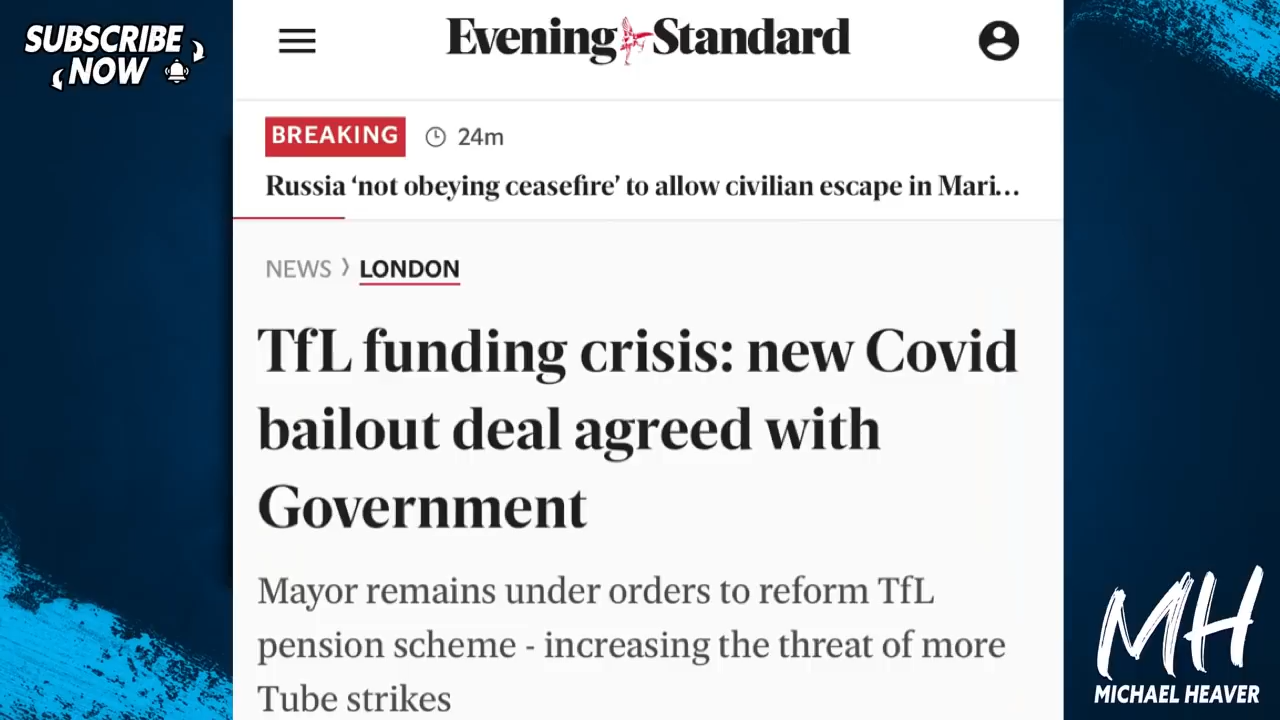 SUBSCRIBE
NOW
Evening Standard
BREAKING 24m
Russia ‘not obeying ceasefire’ to allow civilian escape in Mari...
NEWS > LONDON
TfL funding crisis: new Covid
bailout deal agreed with
Government
Mayor remains under orders to reform TfL
pension scheme - increasing the threat of more
Tube strikes
MH
MICHAEL HEAVER